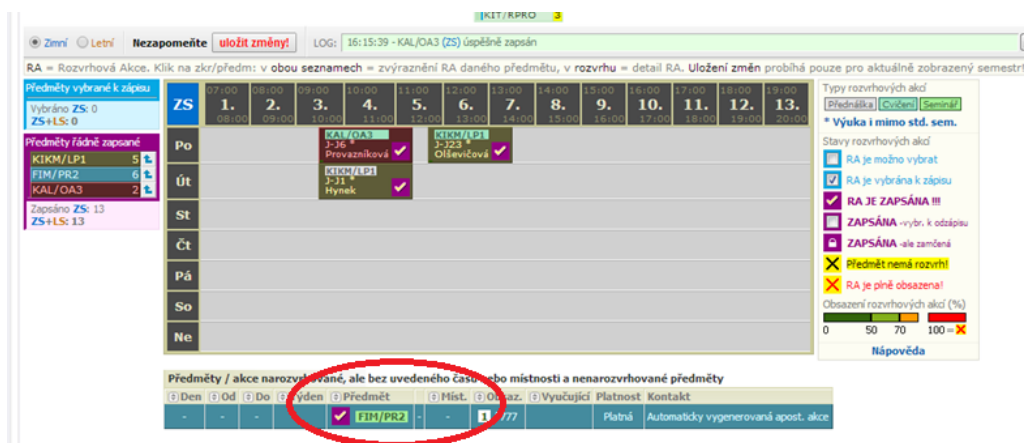 KIT/RPRO 3
Zimní Letní Nezapomeňte uložit změny! LOG: 16:15:39 - KAL/OA3 (ZS) úspěšně zapsán
RA = Rozvrhová Akce. Klik na zkr/předm: v obou seznamech = zvýraznění RA daného předmětu, v rozvrhu = detail RA. Uložení změn probíhá pouze pro aktuálně zobrazený semestr!
Předměty vybrané k zápisu
Vybráno ZS: 0
ZS+LS: 0
Předměty řádně zapsané
KIKM/LP1 5
FIM/PR2 6
KAL/OA3 2
Zapsáno ZS: 13
ZS+LS: 13
07:00 08:00 09:00 10:00 11:00 12:00 13:00 14:00 15:00 16:00 17:00 18:00 19:00
ZS 1. 2. 3. 4. 5. 6. 7. 8. 9. 10. 11. 12. 13.
08:00 09:00 10:00 11:00 12:00 13:00 14:00 15:00 16:00 17:00 18:00 19:00 20:00
Po
KAL/OA3
J-J6 *
Provazníková
KIKM/LP1
J-J23 *
Olševičová
Út
KIKM/LP1
J-J1 *
Hynek
St
Čt
Pá
So
Ne
Typy rozvrhových akcí
Přednáška Cvičení Seminář
* Výuka i mimo std. sem.
Stavy rozvrhových akcí
RA je možno vybrat
RA je vybrána k zápisu
RA JE ZAPSÁNA !!!
ZAPSÁNA -vybr. k odzápisu
ZAPSÁNA -ale zamčená
Předmět nemá rozvrh!
RA je plně obsazena!
Obsazení rozvrhových akcí (%)
0 50 70 100 =
Nápověda
Předměty / akce narozvrhované, ale bez uvedeného času nebo místnosti a nenarozvrhované předměty
Den Od Do Týden Předmět Míst. Obsaz. Vyučující Platnost Kontakt
- - - FIM/PR2 - - 1 /77 Platná Automaticky vygenerovaná apost. akce